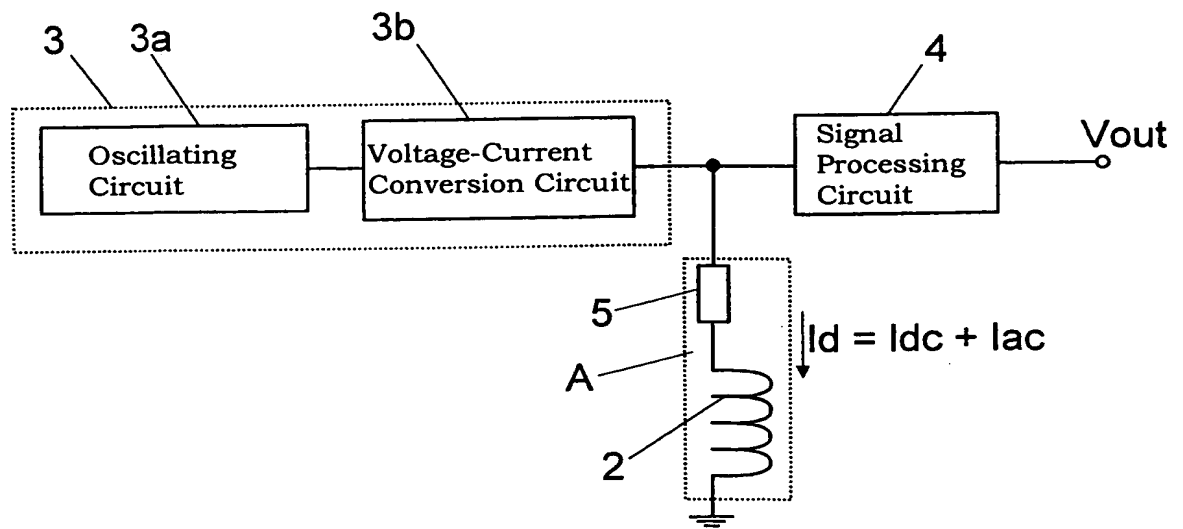 3
3a
3b
4
Oscillating
Circuit
Voltage-Current
Conversion Circuit
Signal
Processing
Circuit
Vout
5
A
2
Id = Idc + Iac